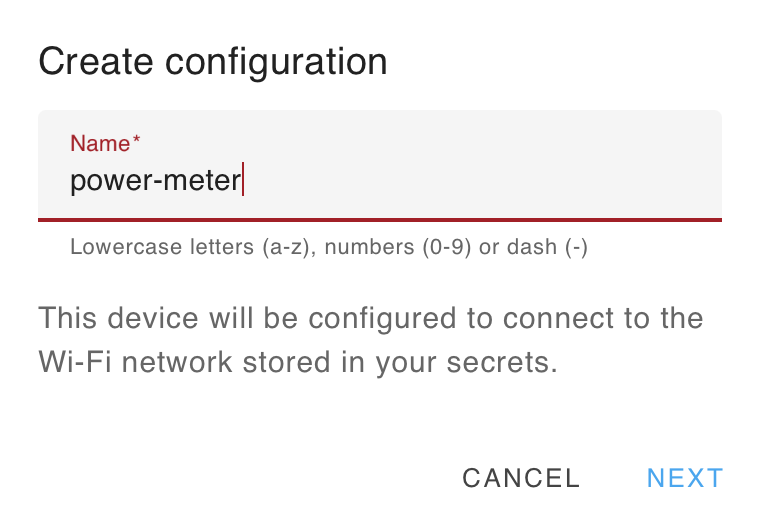 Create configuration
Name*
power-meter
Lowercase letters (a-z), numbers (0-9) or dash (-)
This device will be configured to connect to the
Wi-Fi network stored in your secrets.
CANCEL NEXT